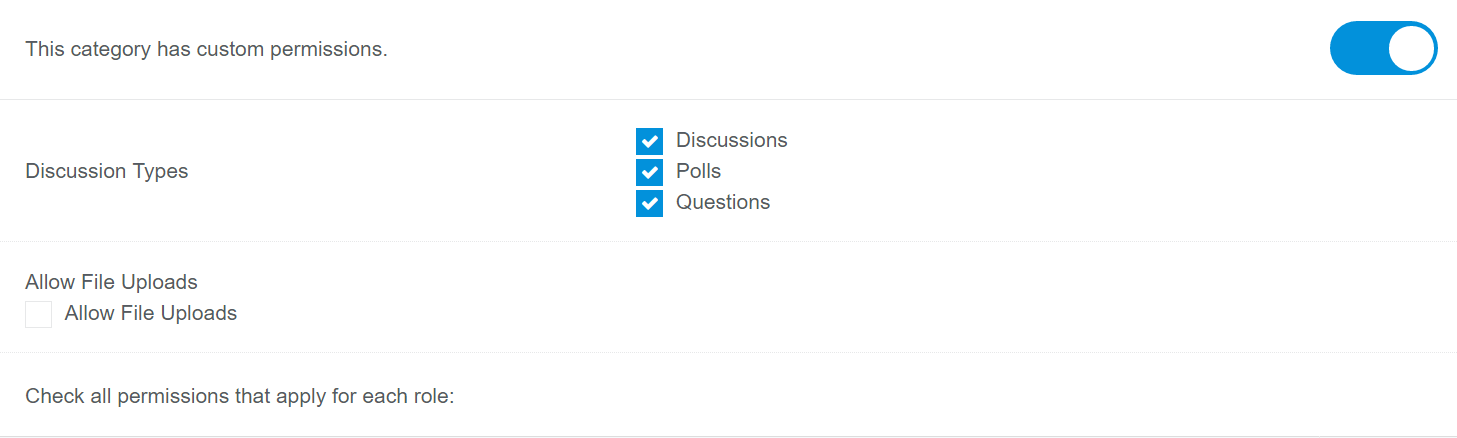 This category has custom permissions.
Discussion Types
Discussions
Polls
Questions
Allow File Uploads
Allow File Uploads
Check all permissions that apply for each role: